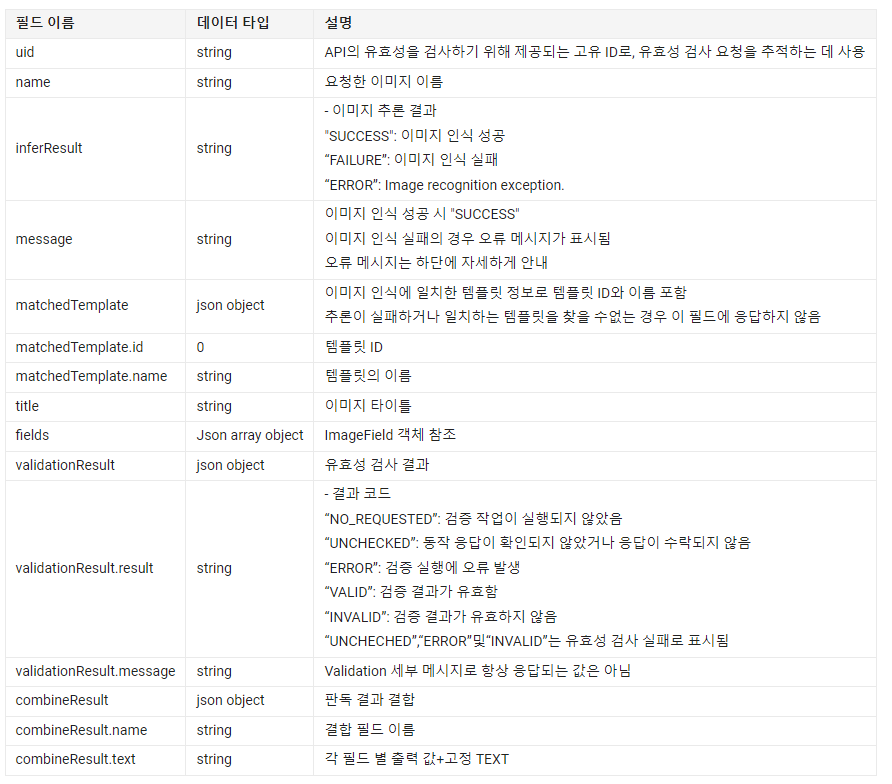 필드 이름 데이터 타입 설명
uid string API의 유효성을 검사하기 위해 제공되는 고유 ID로, 유효성 검사 요청을 추적하는 데 사용
name string 요청한 이미지 이름
- 이미지 추론 결과
"SUCCESS": 이미지 인식 성공
inferResult string
“FAILURE”: 이미지 인식 실패
“ERROR”: Image recognition exception.
이미지 인식 성공 시 "SUCCESS"
message string 이미지 인식 실패의 경우 오류 메시지가 표시됨
오류 메시지는 하단에 자세하게 안내
이미지 인식에 일치한 템플릿 정보로 템플릿 ID와 이름 포함
matchedTemplate json object
추론이 실패하거나 일치하는 템플릿을 찾을 수없는 경우 이 필드에 응답하지 않음
matchedTemplate.id 0 템플릿 ID
matchedTemplate.name string 템플릿의 이름
title string 이미지 타이틀
fields Json array object ImageField 객체 참조
validationResult json object 유효성 검사 결과
- 결과 코드
“NO_REQUESTED”: 검증 작업이 실행되지 않았음
“UNCHECKED”: 동작 응답이 확인되지 않았거나 응답이 수락되지 않음
validationResult.result string “ERROR”: 검증 실행에 오류 발생
“VALID”: 검증 결과가 유효함
“INVALID”: 검증 결과가 유효하지 않음
“UNCHECHED”,“ERROR”및“INVALID”는 유효성 검사 실패로 표시됨
validationResult.message string Validation 세부 메시지로 항상 응답되는 값은 아님
combineResult json object 판독 결과 결합
combineResult.name string 결합 필드 이름
combineResult.text string 각 필드 별 출력 값+고정 TEXT